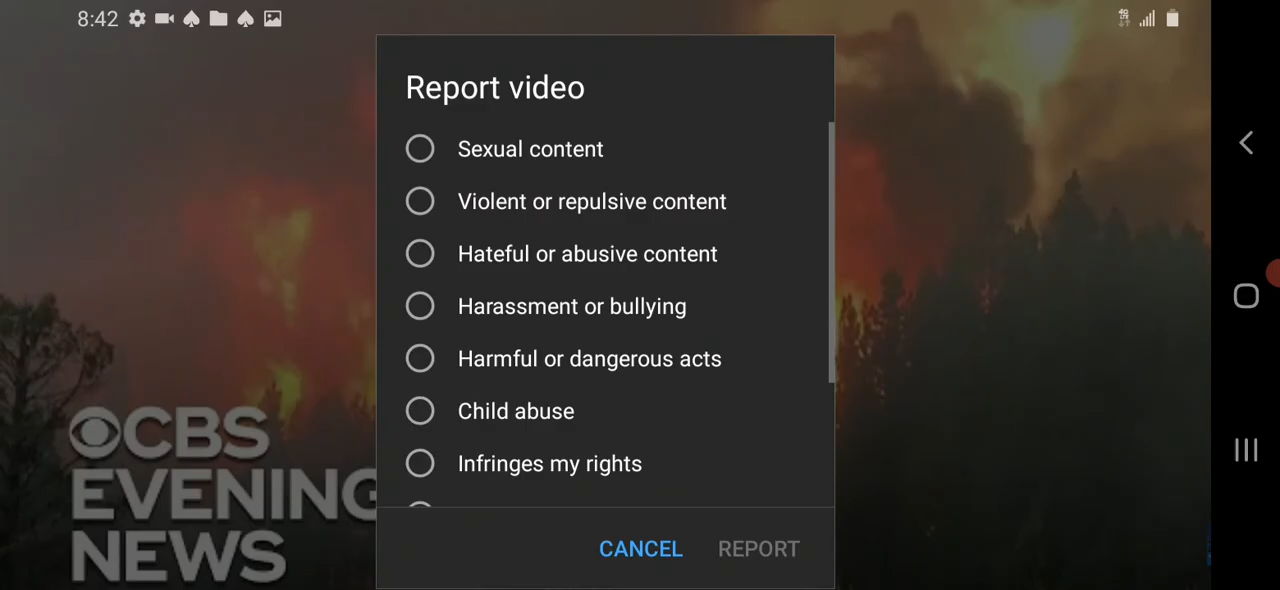 8:42
Report video
Sexual content
Violent or repulsive content
Hateful or abusive content
Harassment or bullying
Harmful or dangerous acts
Child abuse
Infringes my rights
CANCEL REPORT
CBS
EVENING
NEWS